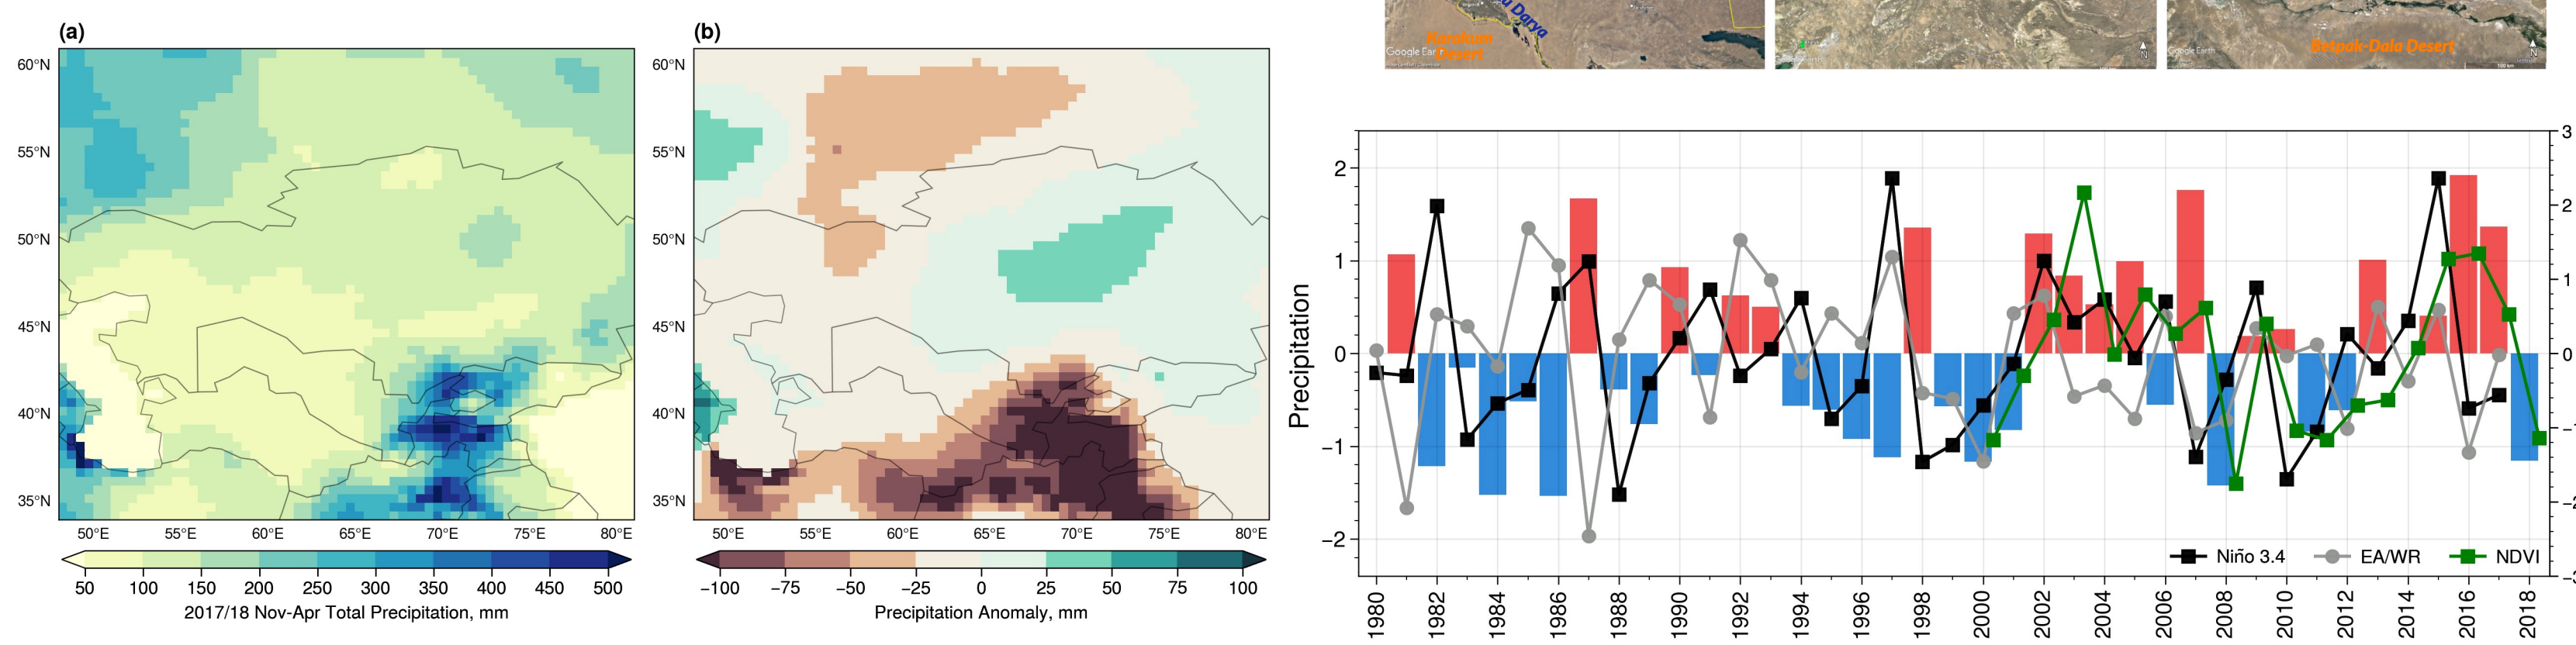 (a)
60°N
55°N
50°N
45°N
40°N
35°N
50°E 55°E 60°E 65°E 70°E 75°E 80°E
50 100 150 200 250 300 350 400 450 500
2017/18 Nov-Apr Total Precipitation, mm
(b)
60°N
55°N
50°N
45°N
40°N
35°N
50°E 55°E 60°E 65°E 70°E 75°E 80°E
−100 −75 −50 −25 0 25 50 75 100
Precipitation Anomaly, mm
Darya
Karakum
Desert
Google Earth
N
Betpak-Dala Desert
Google Earth
N
100 km
Precipitation
2
1
0
−1
−2
3
2
1
0
Niño 3.4 EA/WR NDVI
1980 1982 1984 1986 1988 1990 1992 1994 1996 1998 2000 2002 2004 2006 2008 2010 2012 2014 2016 2018